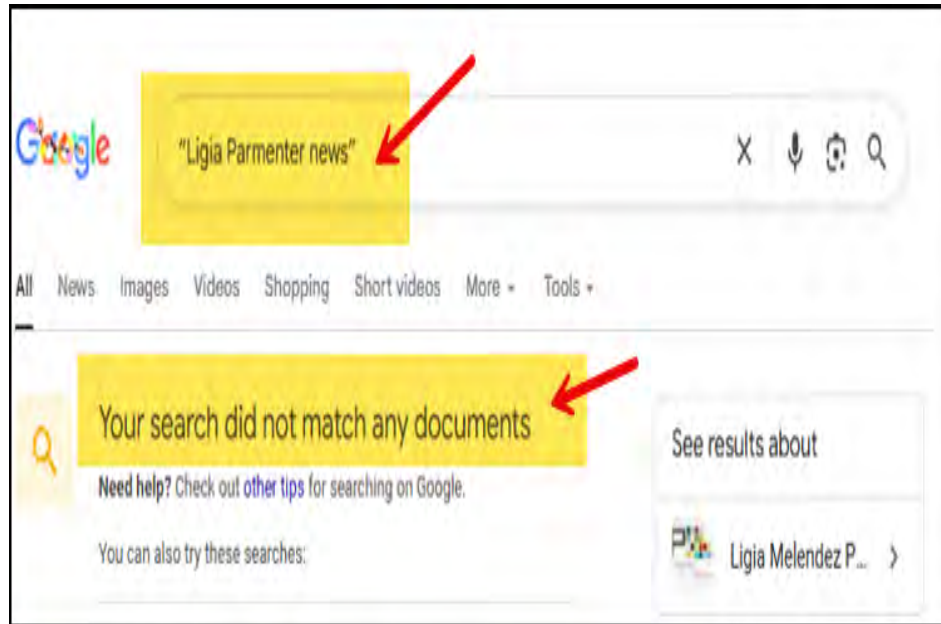 Google
“Ligia Parmenter news”
All News Images Videos Shopping Short videos More Tools
Your search did not match any documents
Need help? Check out other tips for searching on Google.
You can also try these searches:
See results about
Ligia Melendez P...